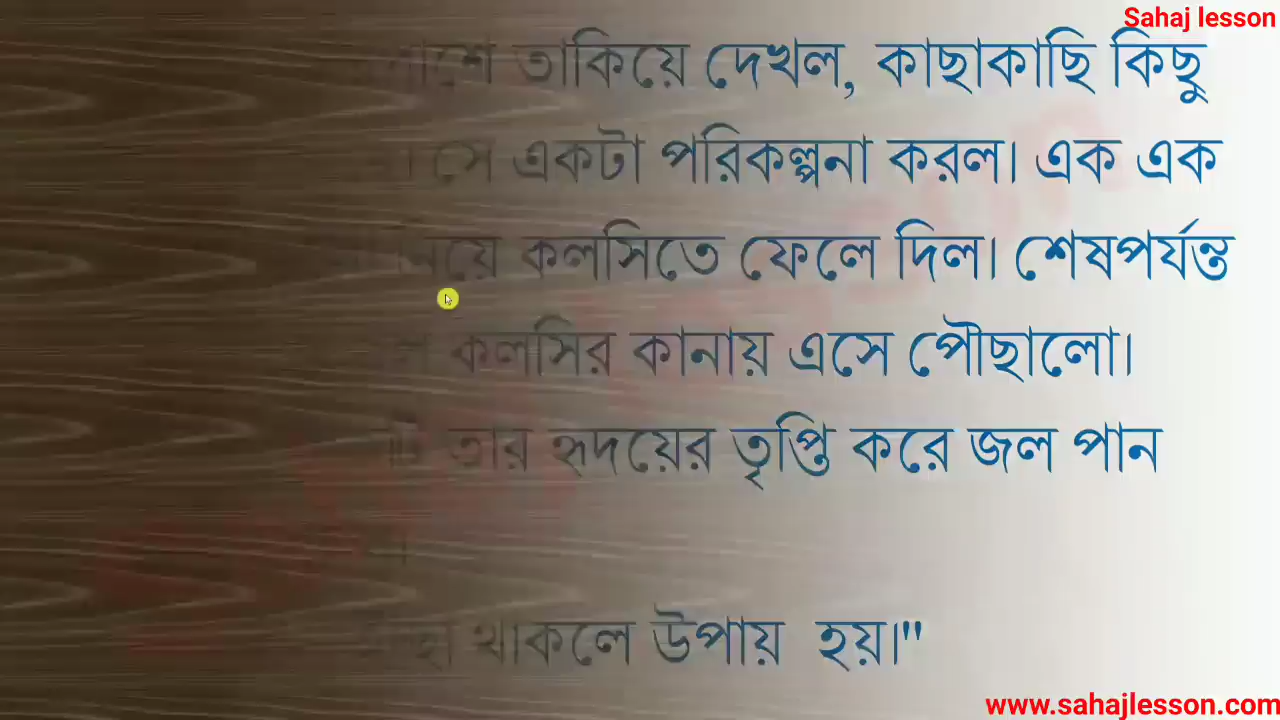 Sahaj lesson
তাকিয়ে দেখল, কাছাকাছি কিছু
সে একটা পরিকল্পনা করল। এক এক
কলসিতে ফেলে দিল। শেষপর্যন্ত
কলসির কানায় এসে পৌছালো।
তার হৃদয়ের তৃপ্তি করে জল পান
থাকলে উপায় হয়।"
www.sahajlesson.com